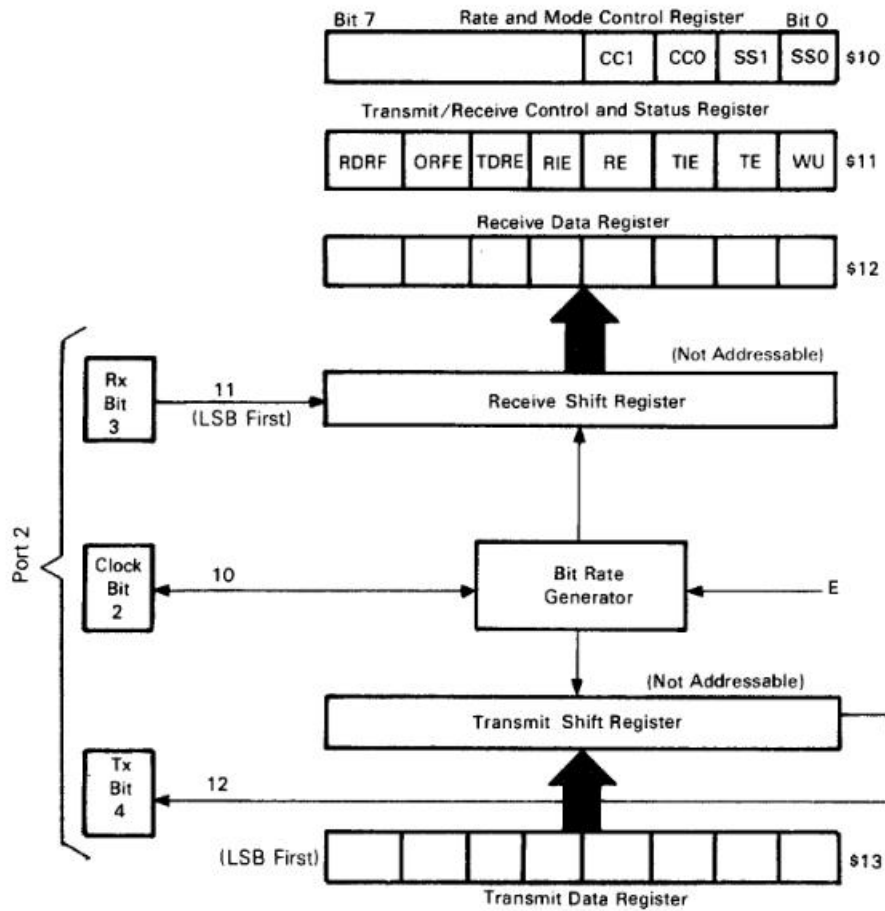 Bit 7 Rate and Mode Control Register Bit 0
CC1 CC0 SS1 SS0 $10
Transmit/Receive Control and Status Register
RDRF ORFE TDRE RIE RE TIE TE WU $11
Receive Data Register
$12
(Not Addressable)
Rx
Bit
3
11
(LSB First)
Receive Shift Register
Port 2
Clock
Bit
2
10
Bit Rate
Generator
E
(Not Addressable)
Transmit Shift Register
Tx
Bit
4
12
(LSB First)
$13
Transmit Data Register